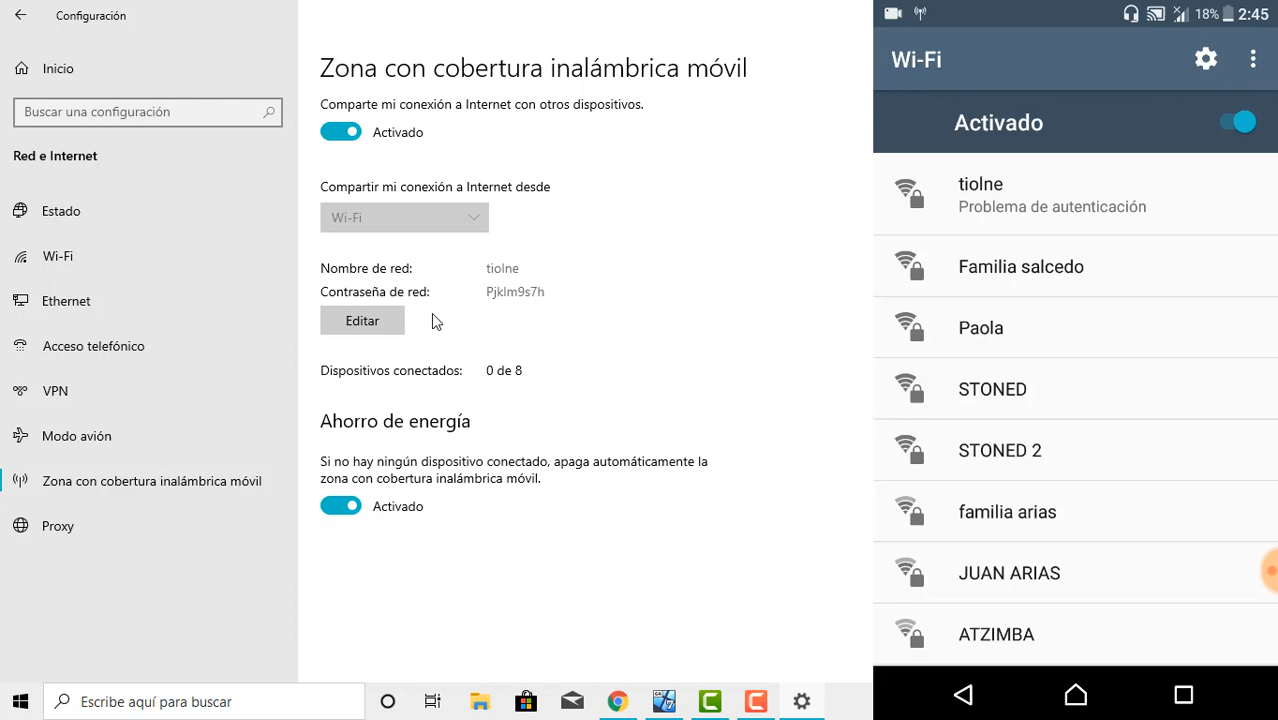 Configuración
Inicio
Buscar una configuración
Red e Internet
Estado
Wi-Fi
Ethernet
Acceso telefónico
VPN
Modo avión
Zona con cobertura inalámbrica móvil
Proxy
Zona con cobertura inalámbrica móvil
Comparte mi conexión a Internet con otros dispositivos.
Activado
Compartir mi conexión a Internet desde
Wi-Fi
Nombre de red: tiolne
Contraseña de red: Pjklm9s7h
Editar
Dispositivos conectados: 0 de 8
Ahorro de energía
Si no hay ningún dispositivo conectado, apaga automáticamente la
zona con cobertura inalámbrica móvil.
Activado
Escribe aquí para buscar
18% 2:45
Wi-Fi
Activado
tiolne
Problema de autenticación
Familia salcedo
Paola
STONED
STONED 2
familia arias
JUAN ARIAS
ATZIMBA